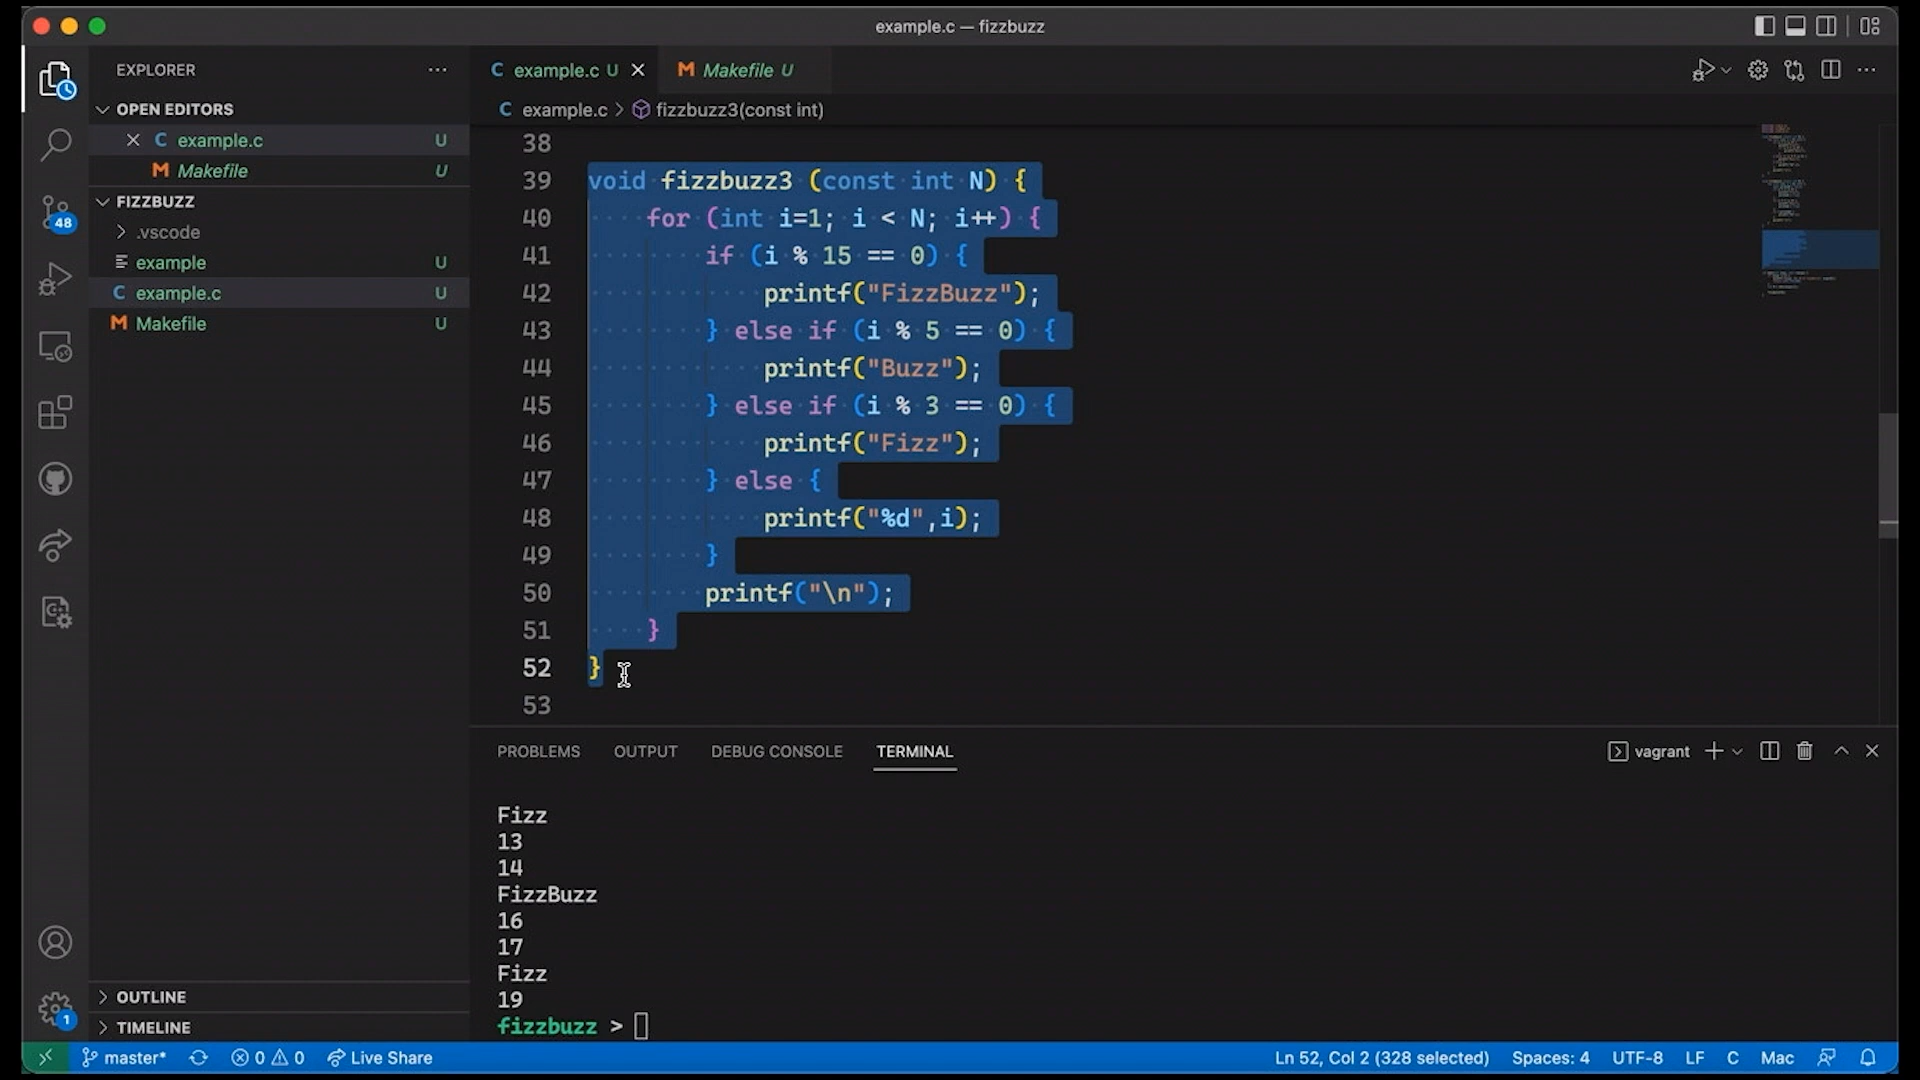 example.c — fizzbuzz
EXPLORER
OPEN EDITORS
example.c U
Makefile U
FIZZBUZZ
.vscode
example U
example.c U
Makefile U
OUTLINE
TIMELINE
48
1
example.c U
Makefile U
example.c > fizzbuzz3(const int)
38
39 void fizzbuzz3 (const int N) {
40 for (int i=1; i < N; i++) {
41 if (i % 15 == 0) {
42 printf("FizzBuzz");
43 } else if (i % 5 == 0) {
44 printf("Buzz");
45 } else if (i % 3 == 0) {
46 printf("Fizz");
47 } else {
48 printf("%d",i);
49 }
50 printf("\n");
51 }
52 }
53
PROBLEMS OUTPUT DEBUG CONSOLE TERMINAL vagrant
Fizz
13
14
FizzBuzz
16
17
Fizz
19
fizzbuzz >
master* 0 0 Live Share Ln 52, Col 2 (328 selected) Spaces: 4 UTF-8 LF C Mac